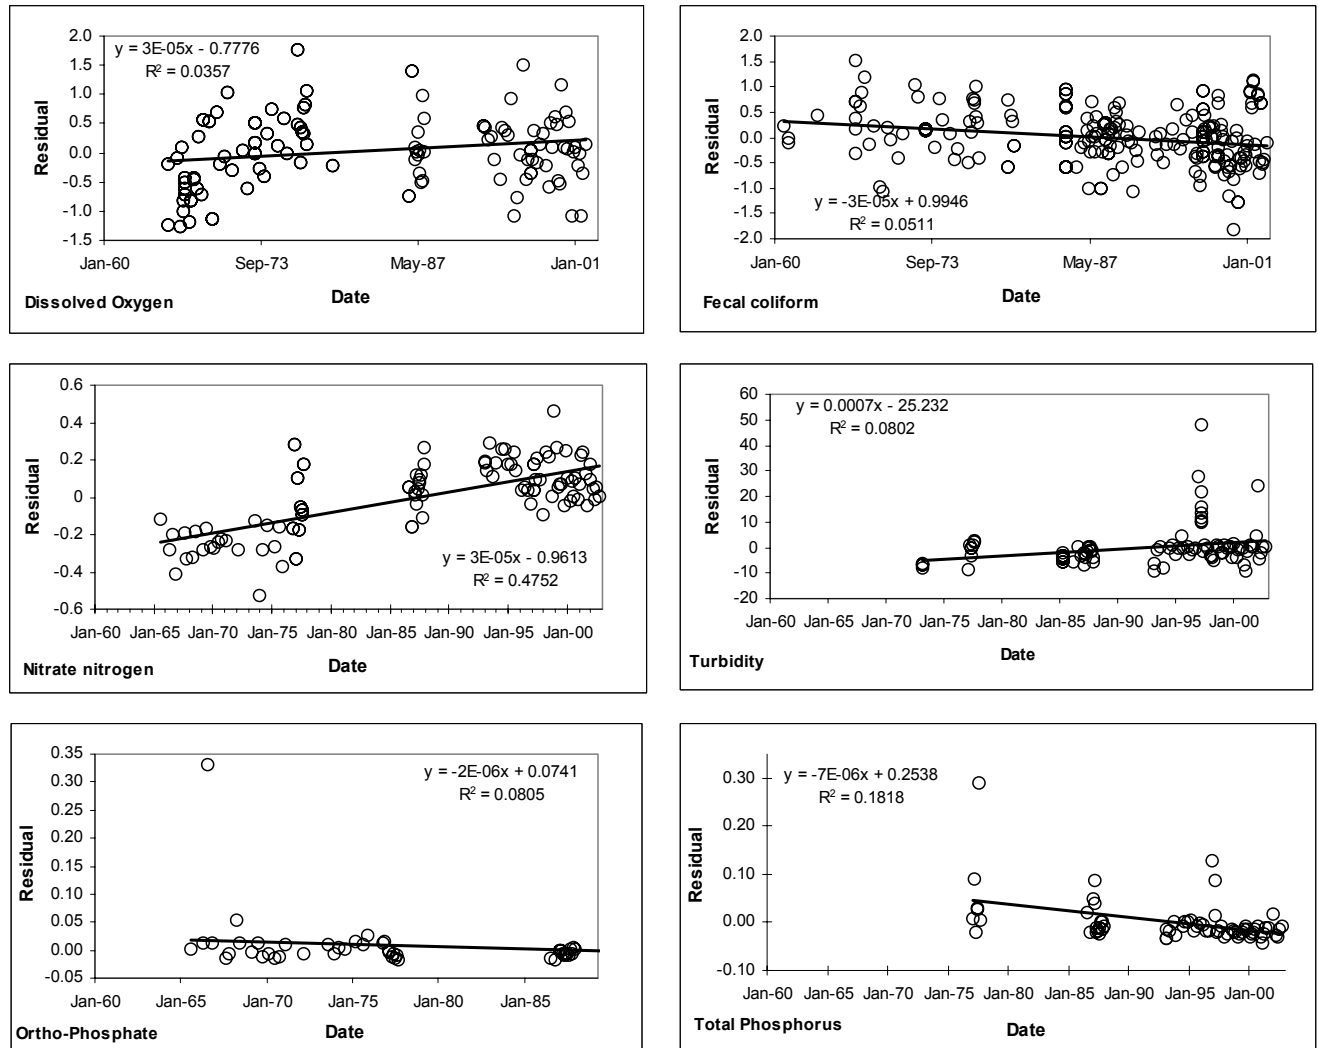 y = 3E-05x - 0.7776
R² = 0.0357
2.0
1.5
1.0
0.5
0.0
-0.5
-1.0
-1.5
Residual
Jan-60 Sep-73 May-87 Jan-01
Date
Dissolved Oxygen
2.0
1.5
1.0
0.5
0.0
-0.5
-1.0
-1.5
-2.0
Residual
y = -3E-05x + 0.9946
R² = 0.0511
Jan-60 Sep-73 May-87 Jan-01
Date
Fecal coliform
0.6
0.4
0.2
0
-0.2
-0.4
-0.6
Residual
y = 3E-05x - 0.9613
R² = 0.4752
Jan-60 Jan-65 Jan-70 Jan-75 Jan-80 Jan-85 Jan-90 Jan-95 Jan-00
Date
Nitrate nitrogen
60
50
40
30
20
10
0
-10
-20
Residual
y = 0.0007x - 25.232
R² = 0.0802
Jan-60 Jan-65 Jan-70 Jan-75 Jan-80 Jan-85 Jan-90 Jan-95 Jan-00
Date
Turbidity
0.35
0.30
0.25
0.20
0.15
0.10
0.05
0.00
-0.05
Residual
y = -2E-06x + 0.0741
R² = 0.0805
Jan-60 Jan-65 Jan-70 Jan-75 Jan-80 Jan-85
Date
Ortho-Phosphate
0.30
0.20
0.10
0.00
-0.10
Residual
y = -7E-06x + 0.2538
R² = 0.1818
Jan-60 Jan-65 Jan-70 Jan-75 Jan-80 Jan-85 Jan-90 Jan-95 Jan-00
Date
Total Phosphorus